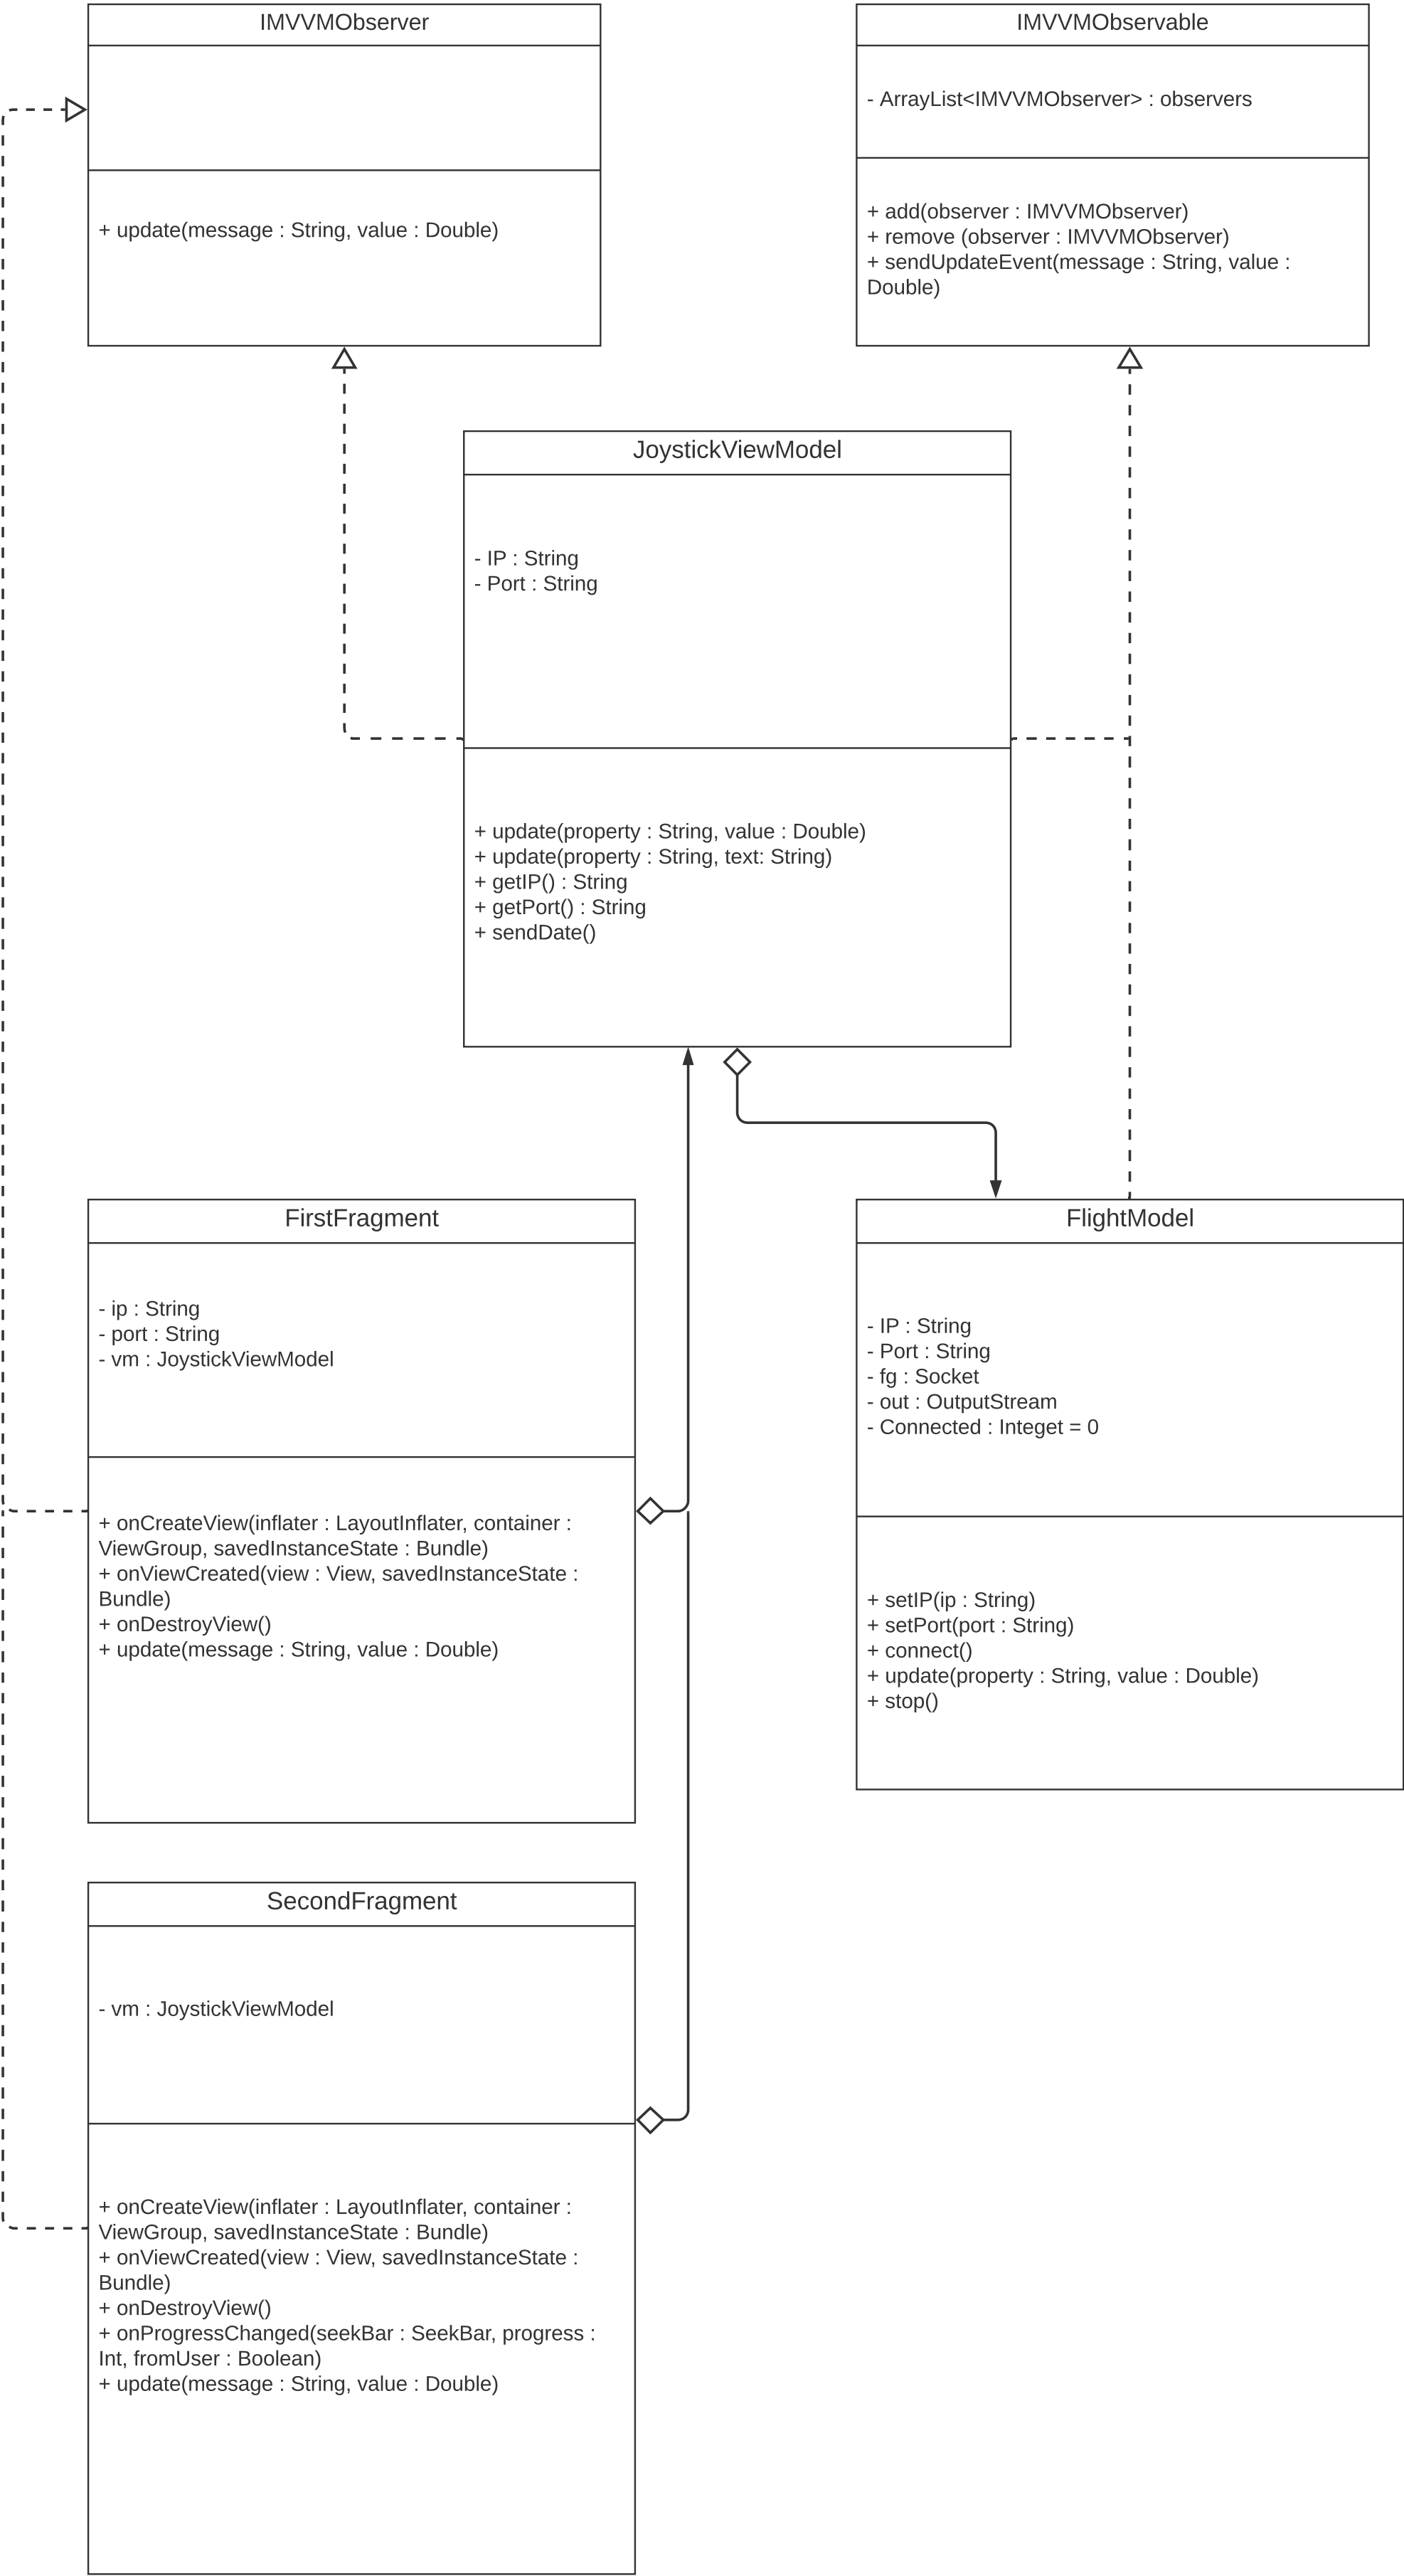 IMVVMObserver
+ update(message : String, value : Double)
IMVVMObservable
- ArrayList<IMVVMObserver> : observers
+ add(observer : IMVVMObserver)
+ remove (observer : IMVVMObserver)
+ sendUpdateEvent(message : String, value :
Double)
JoystickViewModel
- IP : String
- Port : String
+ update(property : String, value : Double)
+ update(property : String, text: String)
+ getIP() : String
+ getPort() : String
+ sendDate()
FirstFragment
- ip : String
- port : String
- vm : JoystickViewModel
+ onCreateView(inflater : LayoutInflater, container :
ViewGroup, savedInstanceState : Bundle)
+ onViewCreated(view : View, savedInstanceState :
Bundle)
+ onDestroyView()
+ update(message : String, value : Double)
FlightModel
- IP : String
- Port : String
- fg : Socket
- out : OutputStream
- Connected : Integet = 0
+ setIP(ip : String)
+ setPort(port : String)
+ connect()
+ update(property : String, value : Double)
+ stop()
SecondFragment
- vm : JoystickViewModel
+ onCreateView(inflater : LayoutInflater, container :
ViewGroup, savedInstanceState : Bundle)
+ onViewCreated(view : View, savedInstanceState :
Bundle)
+ onDestroyView()
+ onProgressChanged(seekBar : SeekBar, progress :
Int, fromUser : Boolean)
+ update(message : String, value : Double)